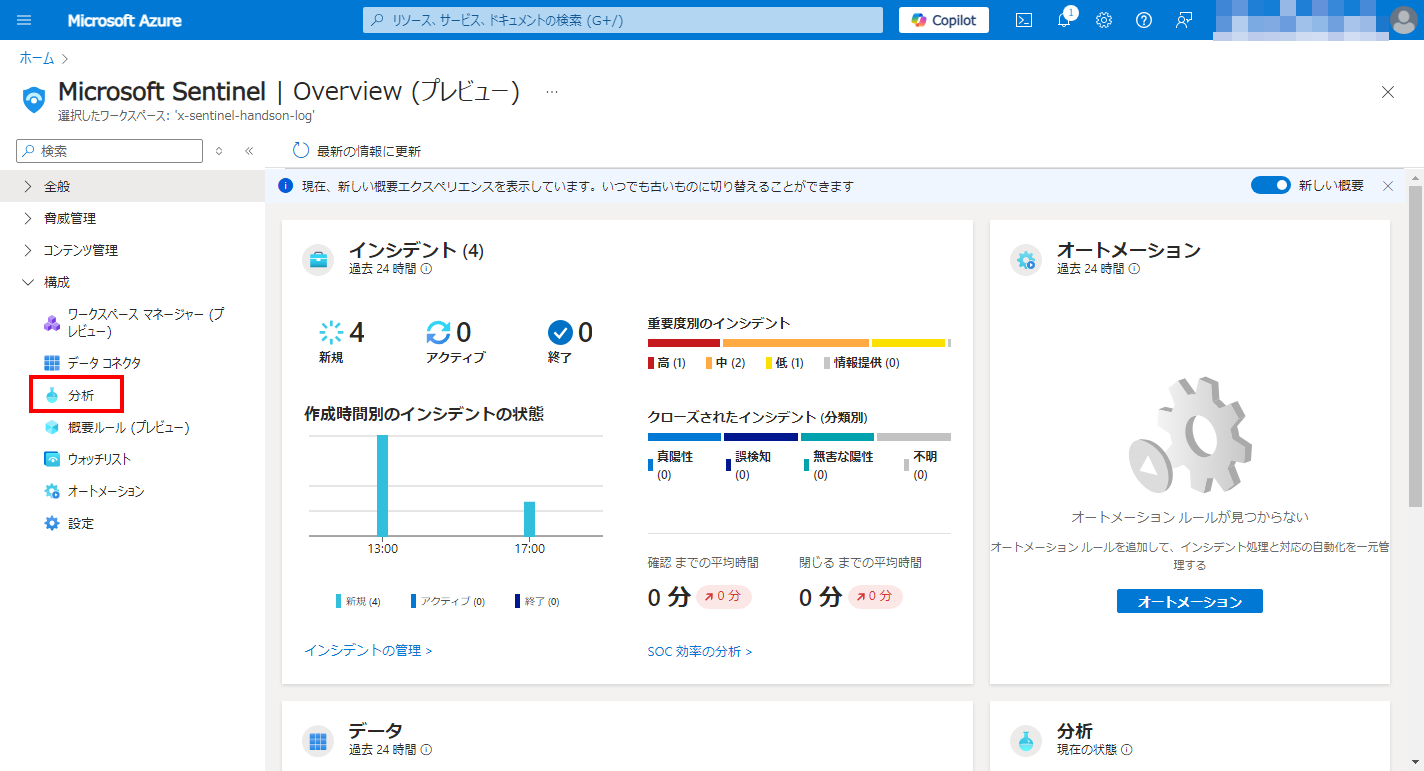 Microsoft Azure
リソース、サービス、ドキュメントの検索 (G+/)
Copilot
1
ホーム
Microsoft Sentinel | Overview (プレビュー)
選択したワークスペース: 'x-sentinel-handson-log'
検索
最新の情報に更新
全般
脅威管理
コンテンツ管理
構成
ワークスペース マネージャー (プ
レビュー)
データ コネクタ
分析
概要ルール (プレビュー)
ウォッチリスト
オートメーション
設定
現在、新しい概要エクスペリエンスを表示しています。いつでも古いものに切り替えることができます
新しい概要
インシデント (4)
過去 24 時間
4
新規
0
アクティブ
0
終了
作成時間別のインシデントの状態
13:00
17:00
新規 (4)
アクティブ (0)
終了 (0)
インシデントの管理 >
重要度別のインシデント
高 (1)
中 (2)
低 (1)
情報提供 (0)
クローズされたインシデント (分類別)
真陽性
(0)
誤検知
(0)
無害な陽性
(0)
不明
(0)
確認 までの平均時間
0 分
0 分
閉じる までの平均時間
0 分
0 分
SOC 効率の分析 >
オートメーション
過去 24 時間
オートメーション ルールが見つからない
オートメーション ルールを追加して、インシデント処理と対応の自動化を一元管
理する
オートメーション
データ
過去 24 時間
分析
現在の状態